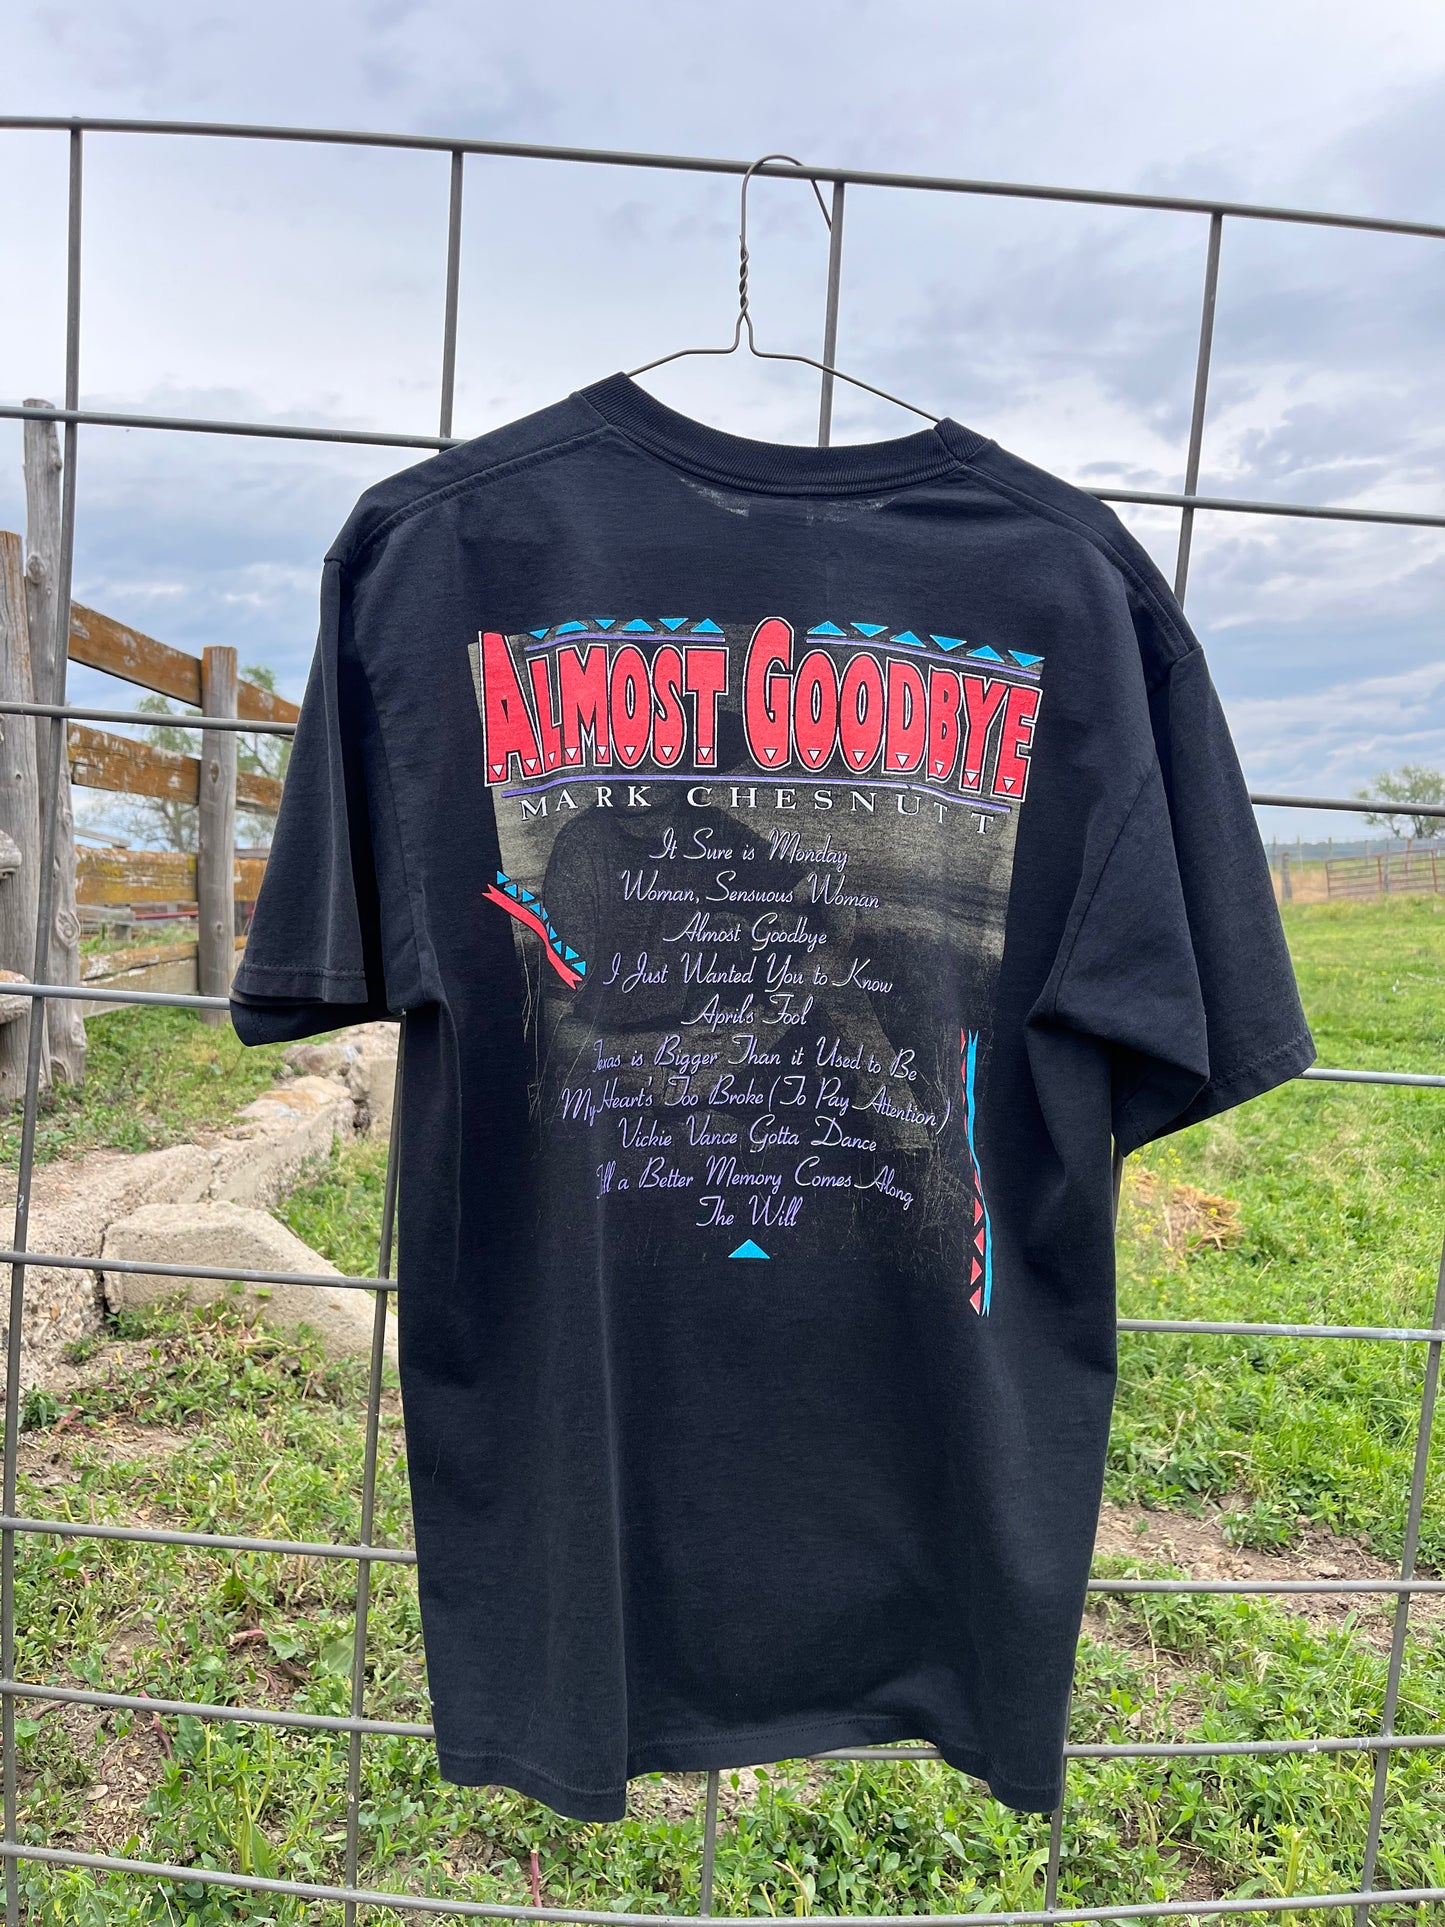 ALMOST GOODBYE
MARK CHESNUTT
It Sure is Monday
Woman, Sensuous Woman
Almost Goodbye
I Just Wanted You to Know
April's Fool
Texas is Bigger Than it Used to Be
My Heart's Too Broke (To Pay Attention)
Vickie Vance Gotta Dance
Till a Better Memory Comes Along
The Will